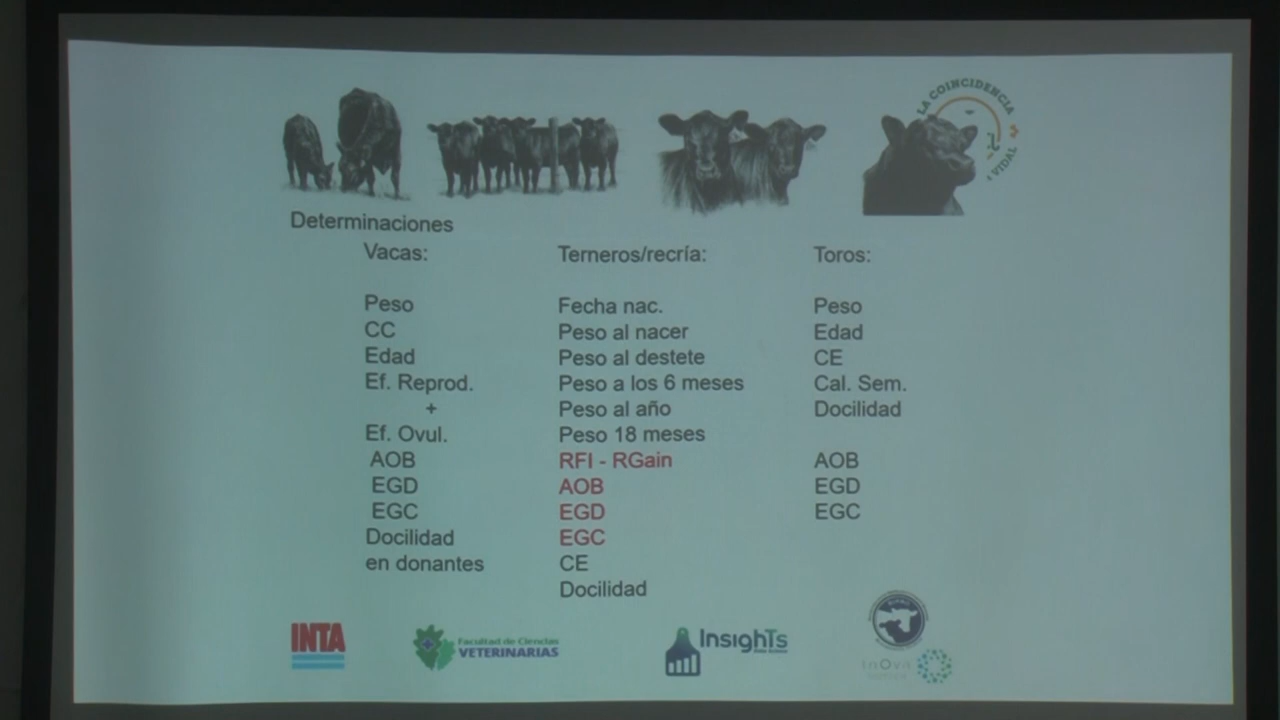 LA COINCIDENCIA
VIDAL
Determinaciones
Vacas:
Peso
CC
Edad
Ef. Reprod.
+
Ef. Ovul.
AOB
EGD
EGC
Docilidad
en donantes
Terneros/recría:
Fecha nac.
Peso al nacer
Peso al destete
Peso a los 6 meses
Peso al año
Peso 18 meses
RFI - RGain
AOB
EGD
EGC
CE
Docilidad
Toros:
Peso
Edad
CE
Cal. Sem.
Docilidad
AOB
EGD
EGC
INTA
Facultad de Ciencias
VETERINARIAS
InsighTs
InOva